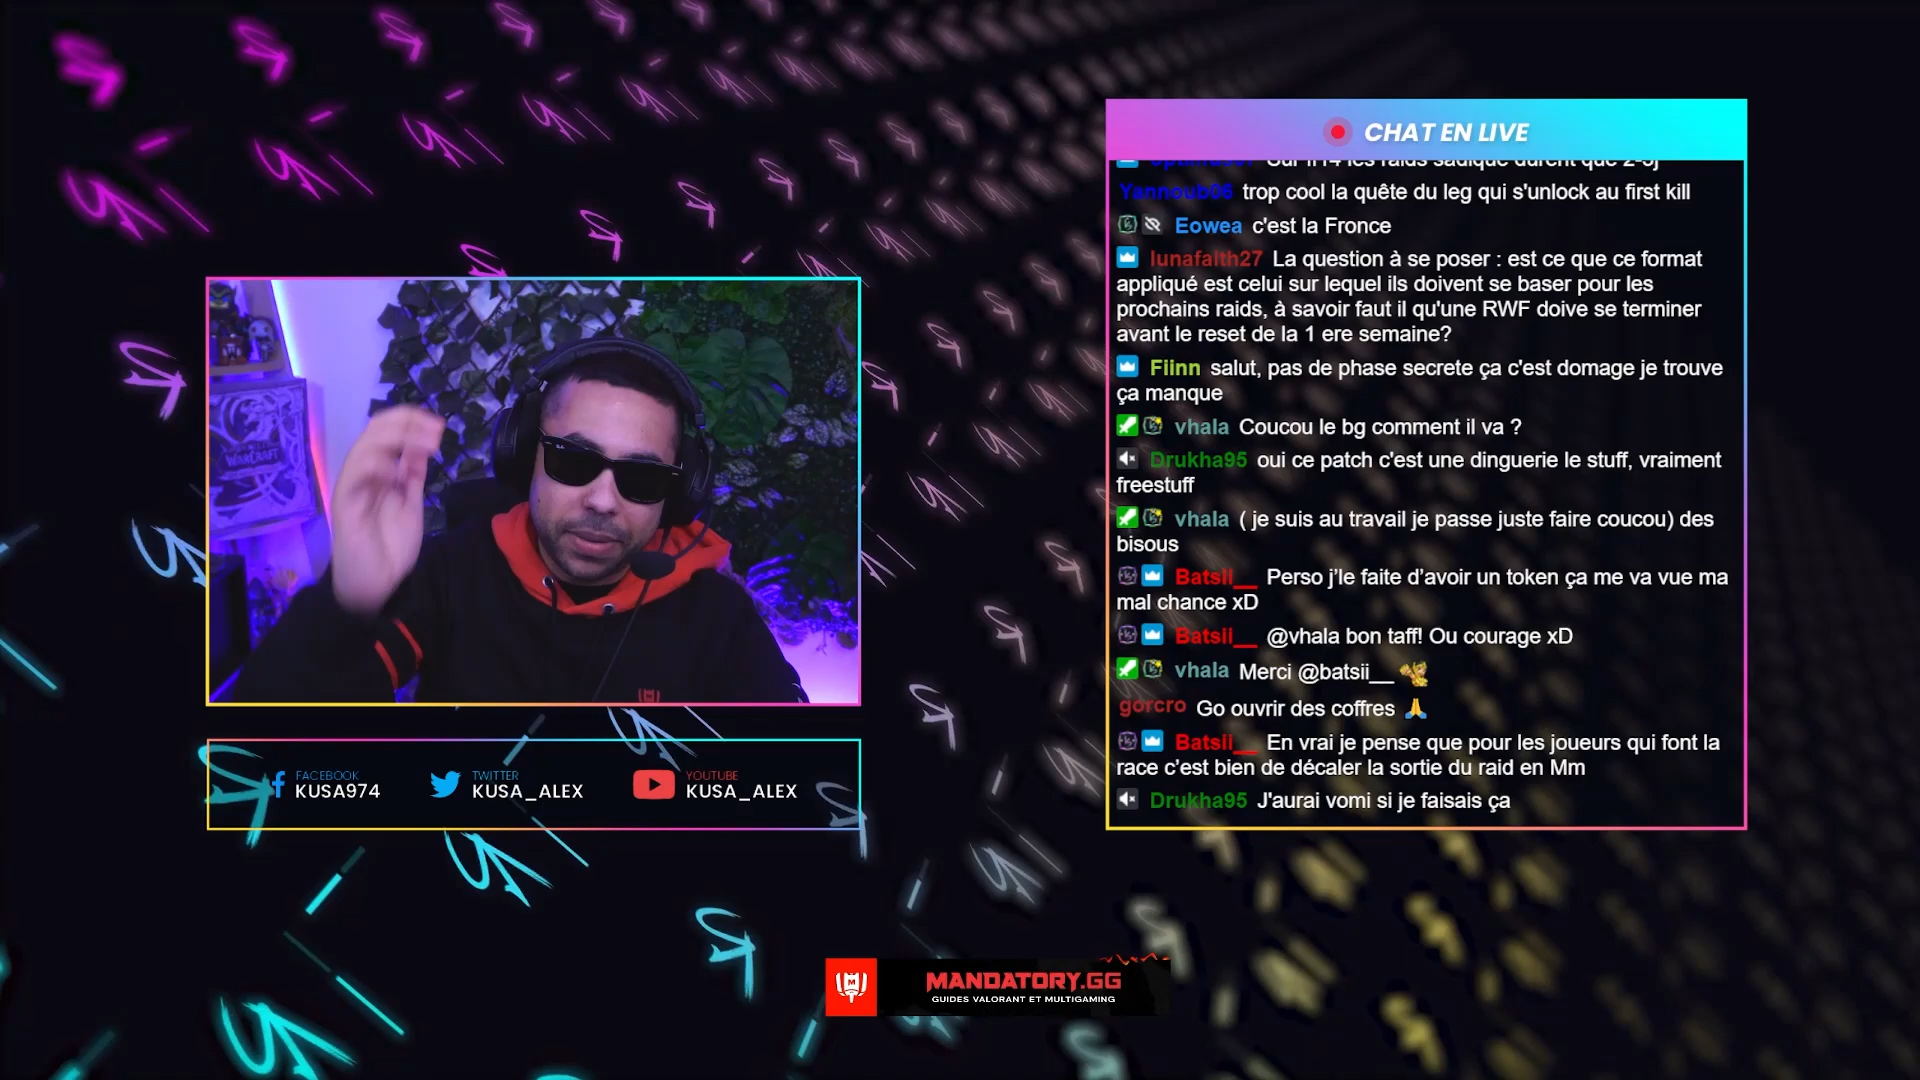 CHAT EN LIVE
Yannoub06 trop cool la quête du leg qui s'unlock au first kill
Eowea c'est la Fronce
lunafalth27 La question à se poser : est ce que ce format
appliqué est celui sur lequel ils doivent se baser pour les
prochains raids, à savoir faut il qu'une RWF doive se terminer
avant le reset de la 1 ere semaine?
Flinn salut, pas de phase secrete ça c'est domage je trouve
ça manque
vhala Coucou le bg comment il va ?
Drukha95 oui ce patch c'est une dinguerie le stuff, vraiment
freestuff
vhala ( je suis au travail je passe juste faire coucou) des
bisous
Batsii__ Perso j'le faite d'avoir un token ça me va vue ma
mal chance xD
Batsii__ @vhala bon taff! Ou courage xD
vhala Merci @batsii__
gorcro Go ouvrir des coffres 🙏
Batsii__ En vrai je pense que pour les joueurs qui font la
race c'est bien de décaler la sortie du raid en Mm
Drukha95 J'aurai vomi si je faisais ça
WARCRAFT
FACEBOOK
KUSA974
TWITTER
KUSA_ALEX
YOUTUBE
KUSA_ALEX
MANDATORY.GG
GUIDES VALORANT ET MULTIGAMING